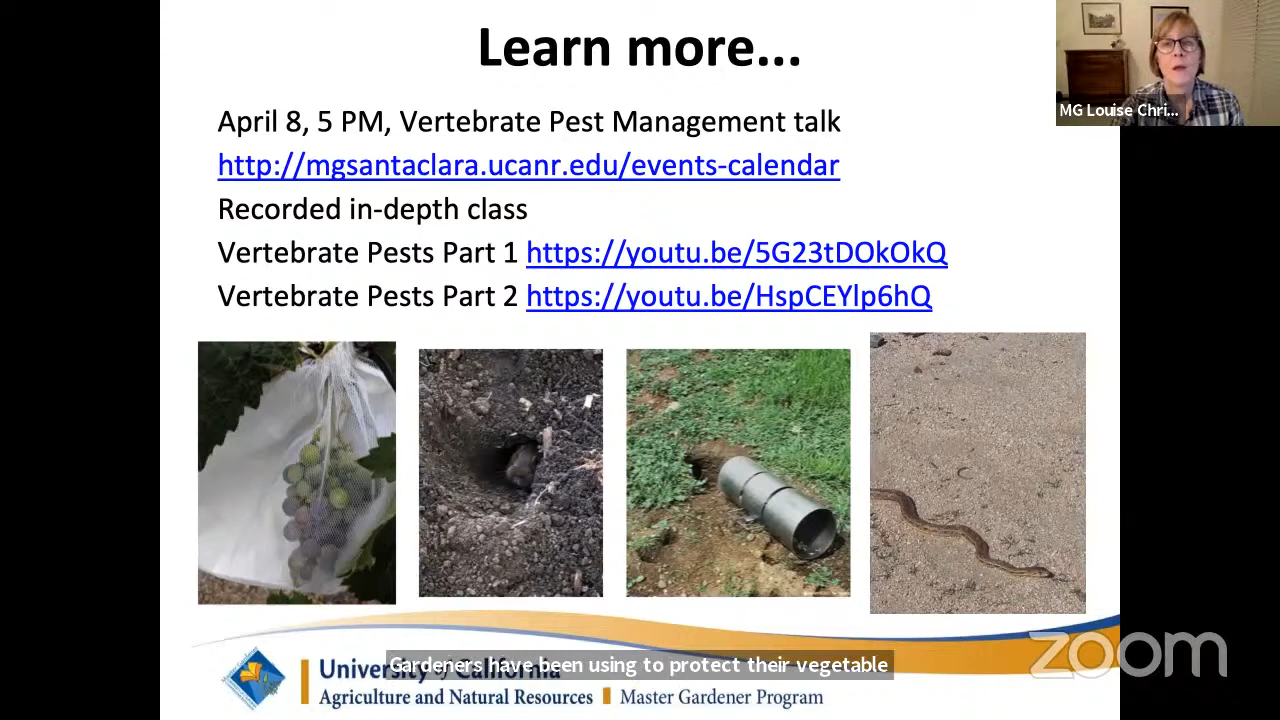 Learn more...
April 8, 5 PM, Vertebrate Pest Management talk
http://mgsantaclara.ucanr.edu/events-calendar
Recorded in-depth class
Vertebrate Pests Part 1 https://youtu.be/5G23tDOkOkQ
Vertebrate Pests Part 2 https://youtu.be/HspCEYlp6hQ
MG Louise Chri...
Gardeners have been using to protect their vegetable
University of California
Agriculture and Natural Resources Master Gardener Program
zoom